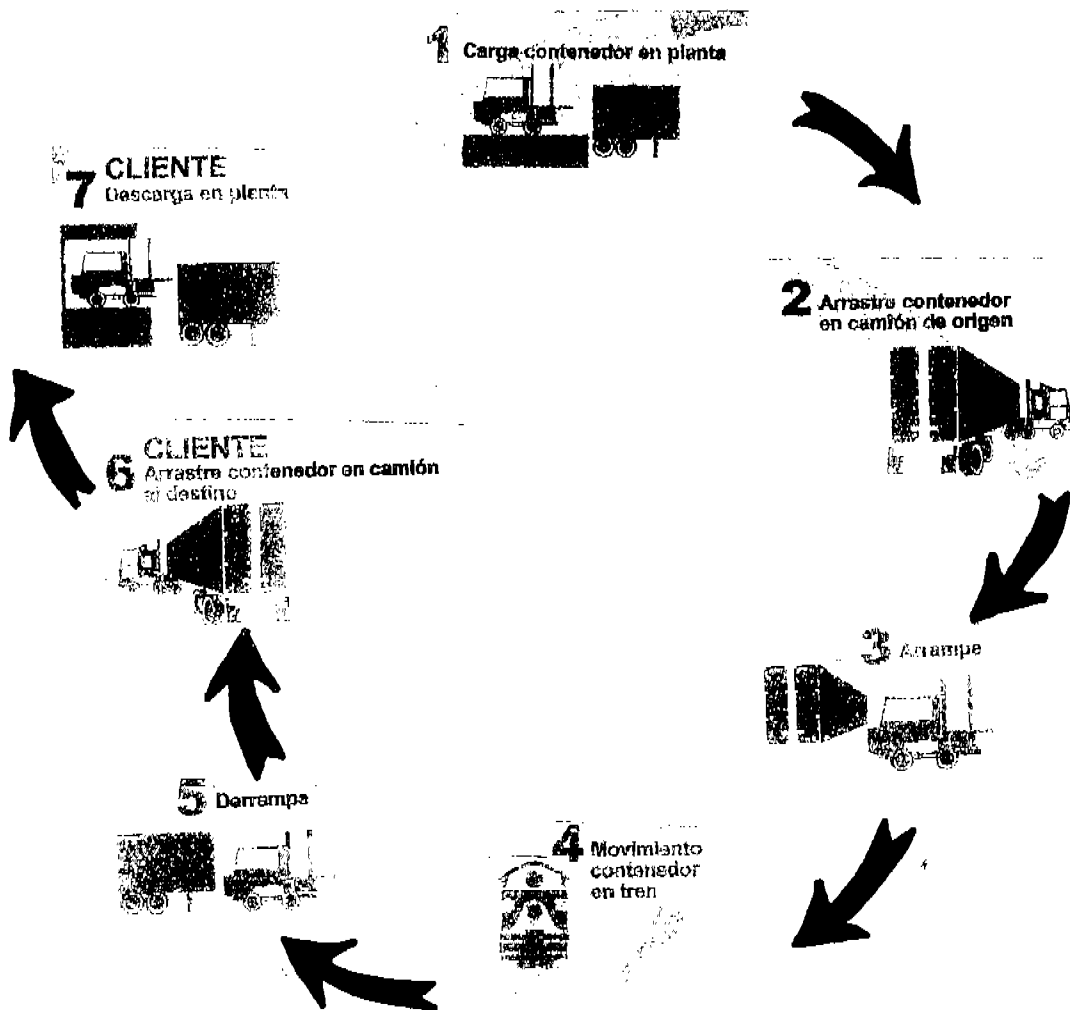 1 Carga contenedor en planta
2 Arrastre contenedor
en camión de origen
3 Arrampe
4 Movimiento
contenedor
en tren
5 Derrampa
6 CLIENTE
Arrastre contenedor en camión
al destino
7 CLIENTE
Descarga en planta